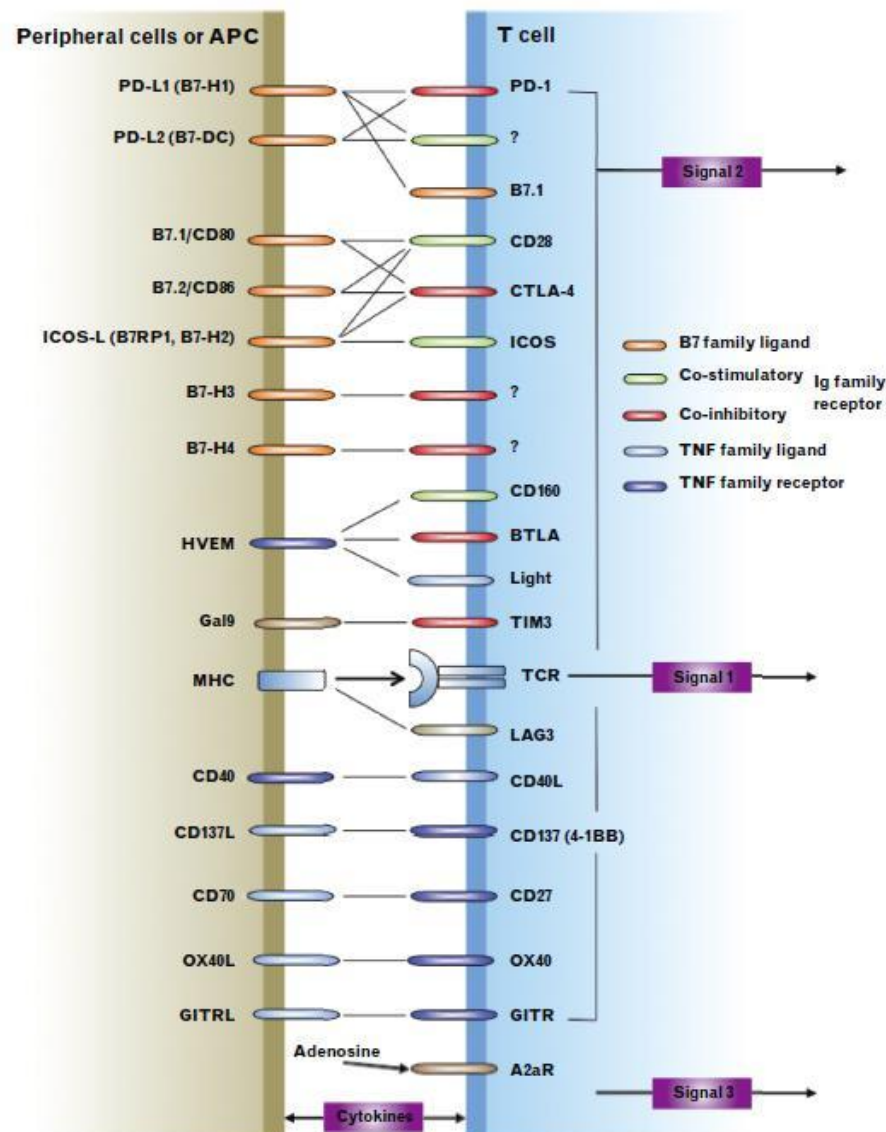 Peripheral cells or APC
T cell
PD-L1 (B7-H1)
PD-1
PD-L2 (B7-DC)
?
Signal 2
B7.1
B7.1/CD80
CD28
B7.2/CD86
CTLA-4
ICOS-L (B7RP1, B7-H2)
ICOS
B7 family ligand
Co-stimulatory
Ig family
receptor
Co-inhibitory
TNF family ligand
TNF family receptor
B7-H3
?
B7-H4
?
CD160
HVEM
BTLA
Light
Gal9
TIM3
MHC
TCR
Signal 1
LAG3
CD40
CD40L
CD137L
CD137 (4-1BB)
CD70
CD27
OX40L
OX40
GITRL
GITR
Adenosine
A2aR
Signal 3
Cytokines